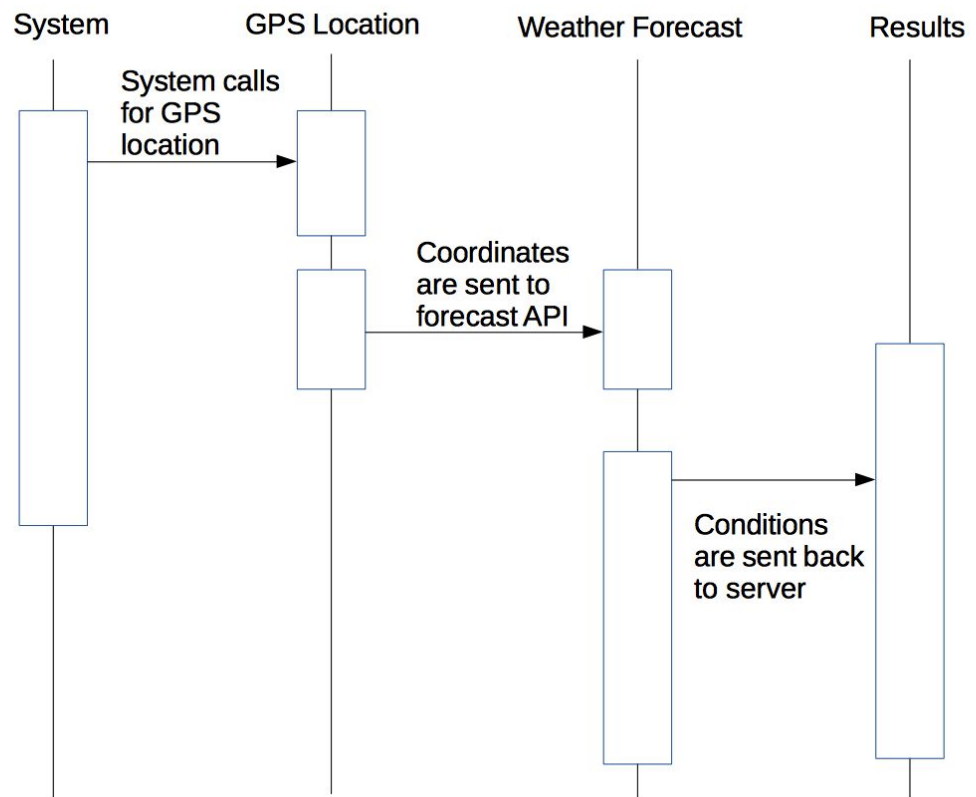 System
GPS Location
Weather Forecast
Results
System calls
for GPS
location
Coordinates
are sent to
forecast API
Conditions
are sent back
to server